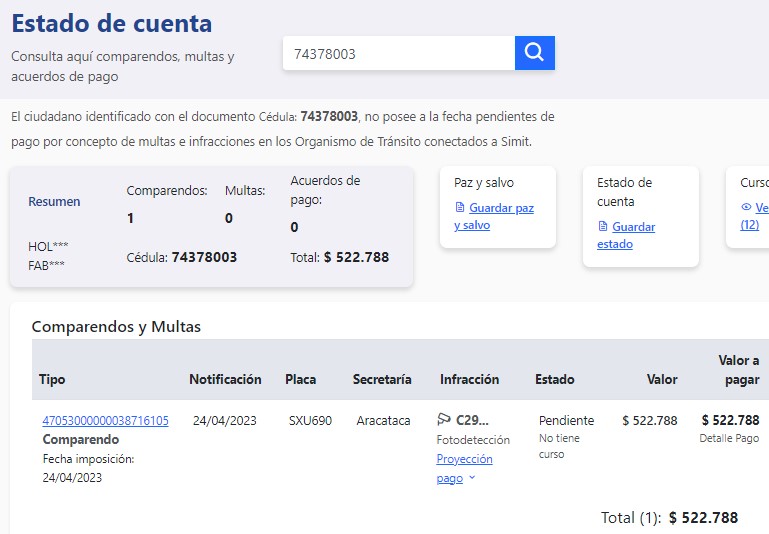 Estado de cuenta
Consulta aquí comparendos, multas y
acuerdos de pago
74378003
El ciudadano identificado con el documento Cédula: 74378003, no posee a la fecha pendientes de
pago por concepto de multas e infracciones en los Organismo de Tránsito conectados a Simit.
Resumen
HOL***
FAB***
Comparendos:
1
Multas:
0
Acuerdos de
pago:
0
Cédula: 74378003
Total: $ 522.788
Paz y salvo
Guardar paz
y salvo
Estado de
cuenta
Guardar
estado
Curso
Ve
(12)
Comparendos y Multas
Tipo Notificación Placa Secretaría Infracción Estado Valor Valor a
pagar
47053000000038716105 24/04/2023 SXU690 Aracataca C29... Pendiente $ 522.788 $ 522.788
Comparendo Fotodetección No tiene Detalle Pago
Fecha imposición: Proyección curso
24/04/2023 pago
Total (1): $ 522.788